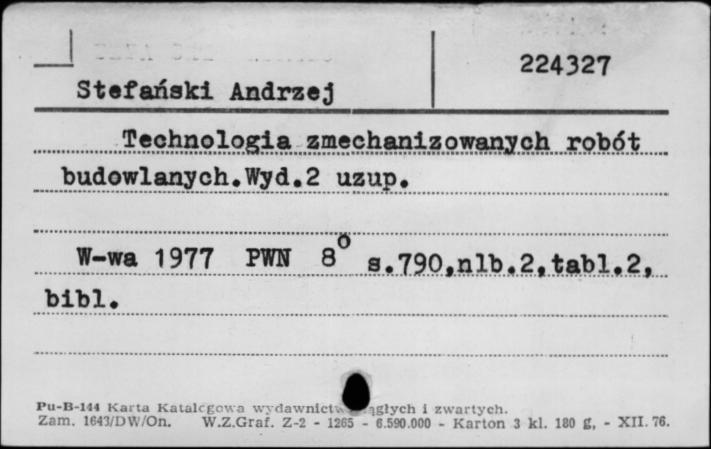 224327
Stefański Andrzej
Technologia zmechanizowanych robót
budowlanych.Wyd.2 uzup.
W-wa 1977 PWN 8° s.790,nlb.2,tabl.2,
bibl.
Pu-B-144 Karta Katalogowa wydawnictw ciągłych i zwartych.
Zam. 1643/DW/On. W.Z.Graf. Z-2 - 1265 - 6.590.000 - Karton 3 kl. 180 g, - XII. 76.